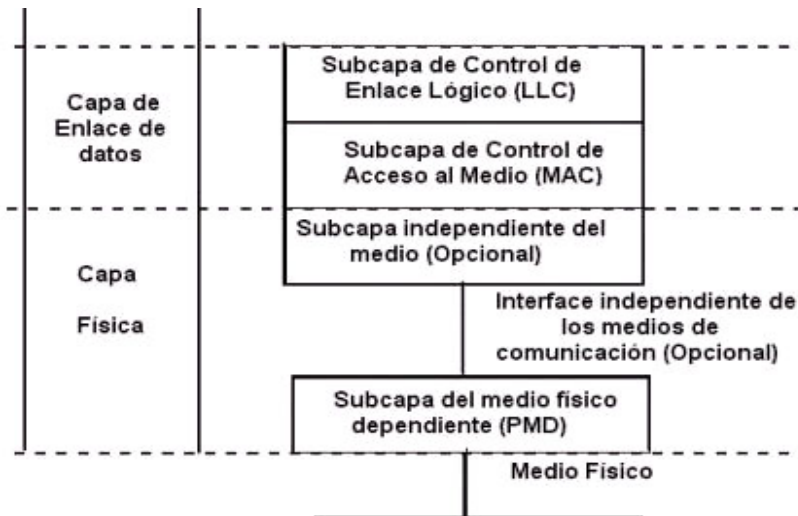 Subcapa de Control de
Enlace Lógico (LLC)
Capa de
Enlace de
datos
Subcapa de Control de
Acceso al Medio (MAC)
Subcapa independiente del
medio (Opcional)
Capa
Física
Interface independiente de
los medios de
comunicación (Opcional)
Subcapa del medio físico
dependiente (PMD)
Medio Físico